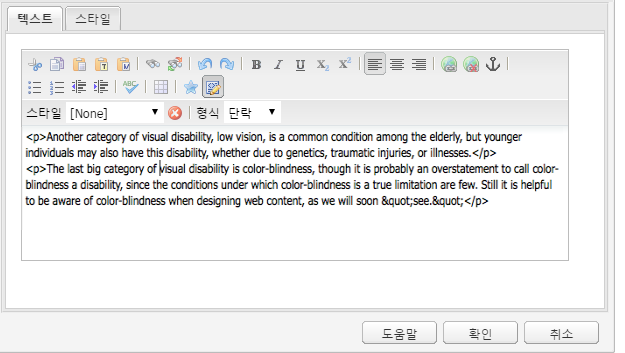 텍스트 스타일
B I U X₂ X²
ABC
스타일 [None] 형식 단락
<p>Another category of visual disability, low vision, is a common condition among the elderly, but younger
individuals may also have this disability, whether due to genetics, traumatic injuries, or illnesses.</p>
<p>The last big category of visual disability is color-blindness, though it is probably an overstatement to call color-
blindness a disability, since the conditions under which color-blindness is a true limitation are few. Still it is helpful
to be aware of color-blindness when designing web content, as we will soon &quot;see.&quot;</p>
도움말 확인 취소